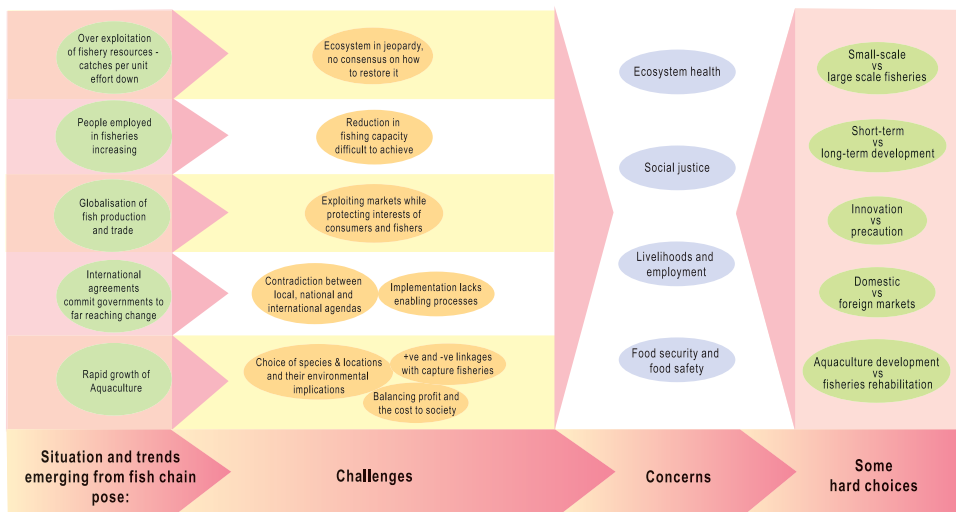 Over exploitation
of fishery resources -
catches per unit
effort down
People employed
in fisheries
increasing
Globalisation of
fish production
and trade
International
agreements
commit governments to
far reaching change
Rapid growth of
Aquaculture
Situation and trends
emerging from fish chain
pose:
Ecosystem in jeopardy,
no consensus on how
to restore it
Reduction in
fishing capacity
difficult to achieve
Exploiting markets while
protecting interests of
consumers and fishers
Contradiction between
local, national and
international agendas
Implementation lacks
enabling processes
Choice of species & locations
and their environmental
implications
+ve and -ve linkages
with capture fisheries
Balancing profit and
the cost to society
Challenges
Ecosystem health
Social justice
Livelihoods and
employment
Food security and
food safety
Concerns
Small-scale
vs
large scale fisheries
Short-term
vs
long-term development
Innovation
vs
precaution
Domestic
vs
foreign markets
Aquaculture development
vs
fisheries rehabilitation
Some
hard choices